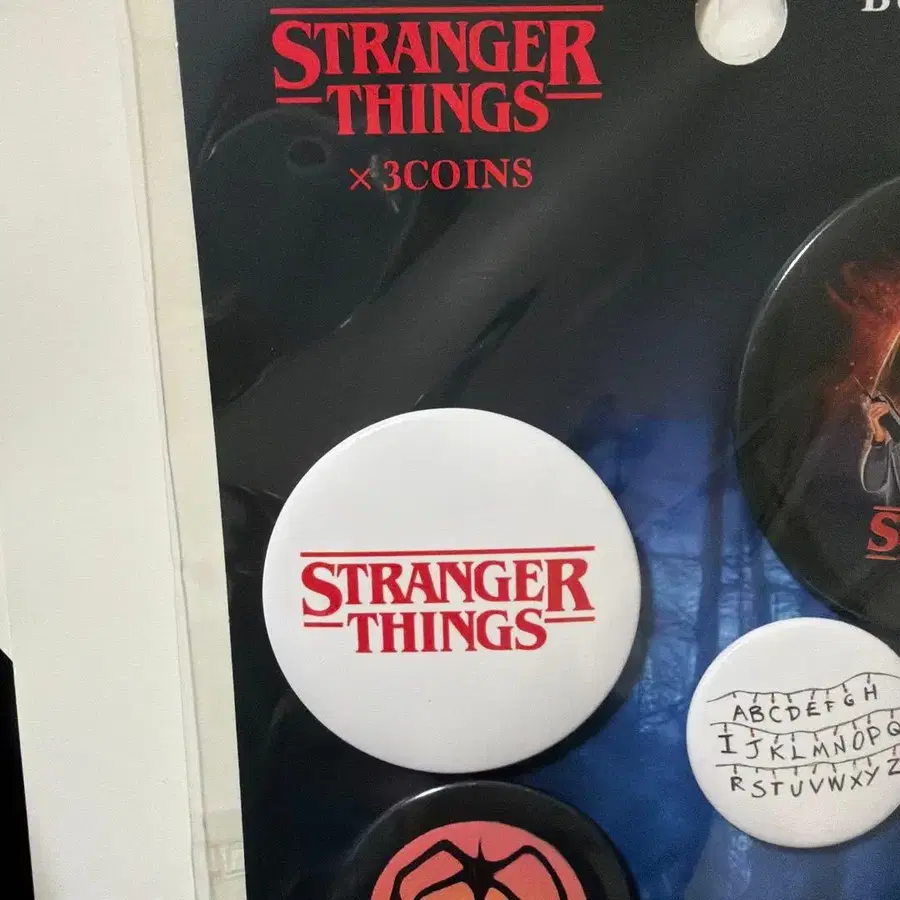 STRANGER
THINGS
× 3COINS
STRANGER
THINGS
ABCDEFGH
IJKLMNOPQ
RSTUVWXYZ